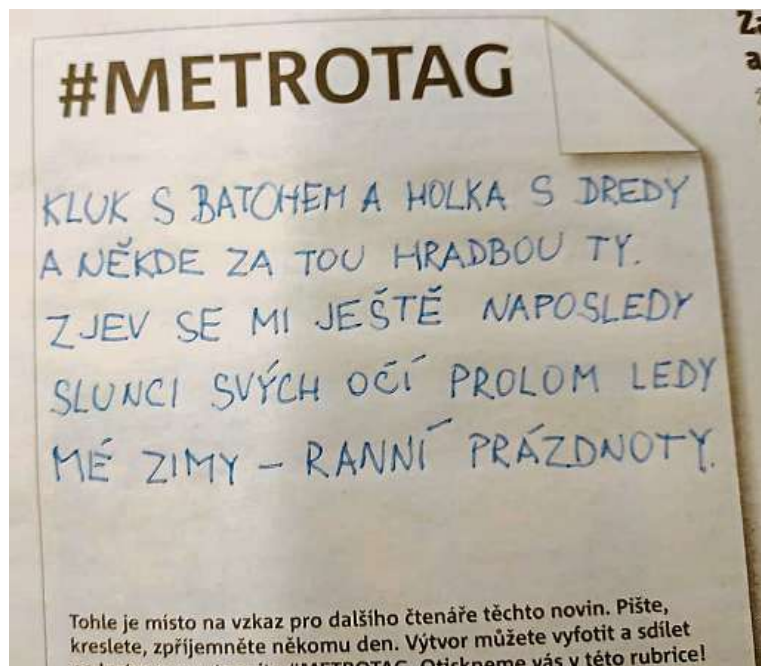 #METROTAG
KLUK S BATOHEM A HOLKA S DREDY
A NĚKDE ZA TOU HRADBOU TY.
ZJEV SE MI JEŠTĚ NAPOSLEDY
SLUNCI SVÝCH OČÍ PROLOM LEDY
MÉ ZIMY – RANNÍ PRÁZDNOTY.
Tohle je místo na vzkaz pro dalšího čtenáře těchto novin. Pište,
kreslete, zpříjemněte někomu den. Výtvor můžete vyfotit a sdílet
#METROTAG. Otiskneme vás v této rubrice!